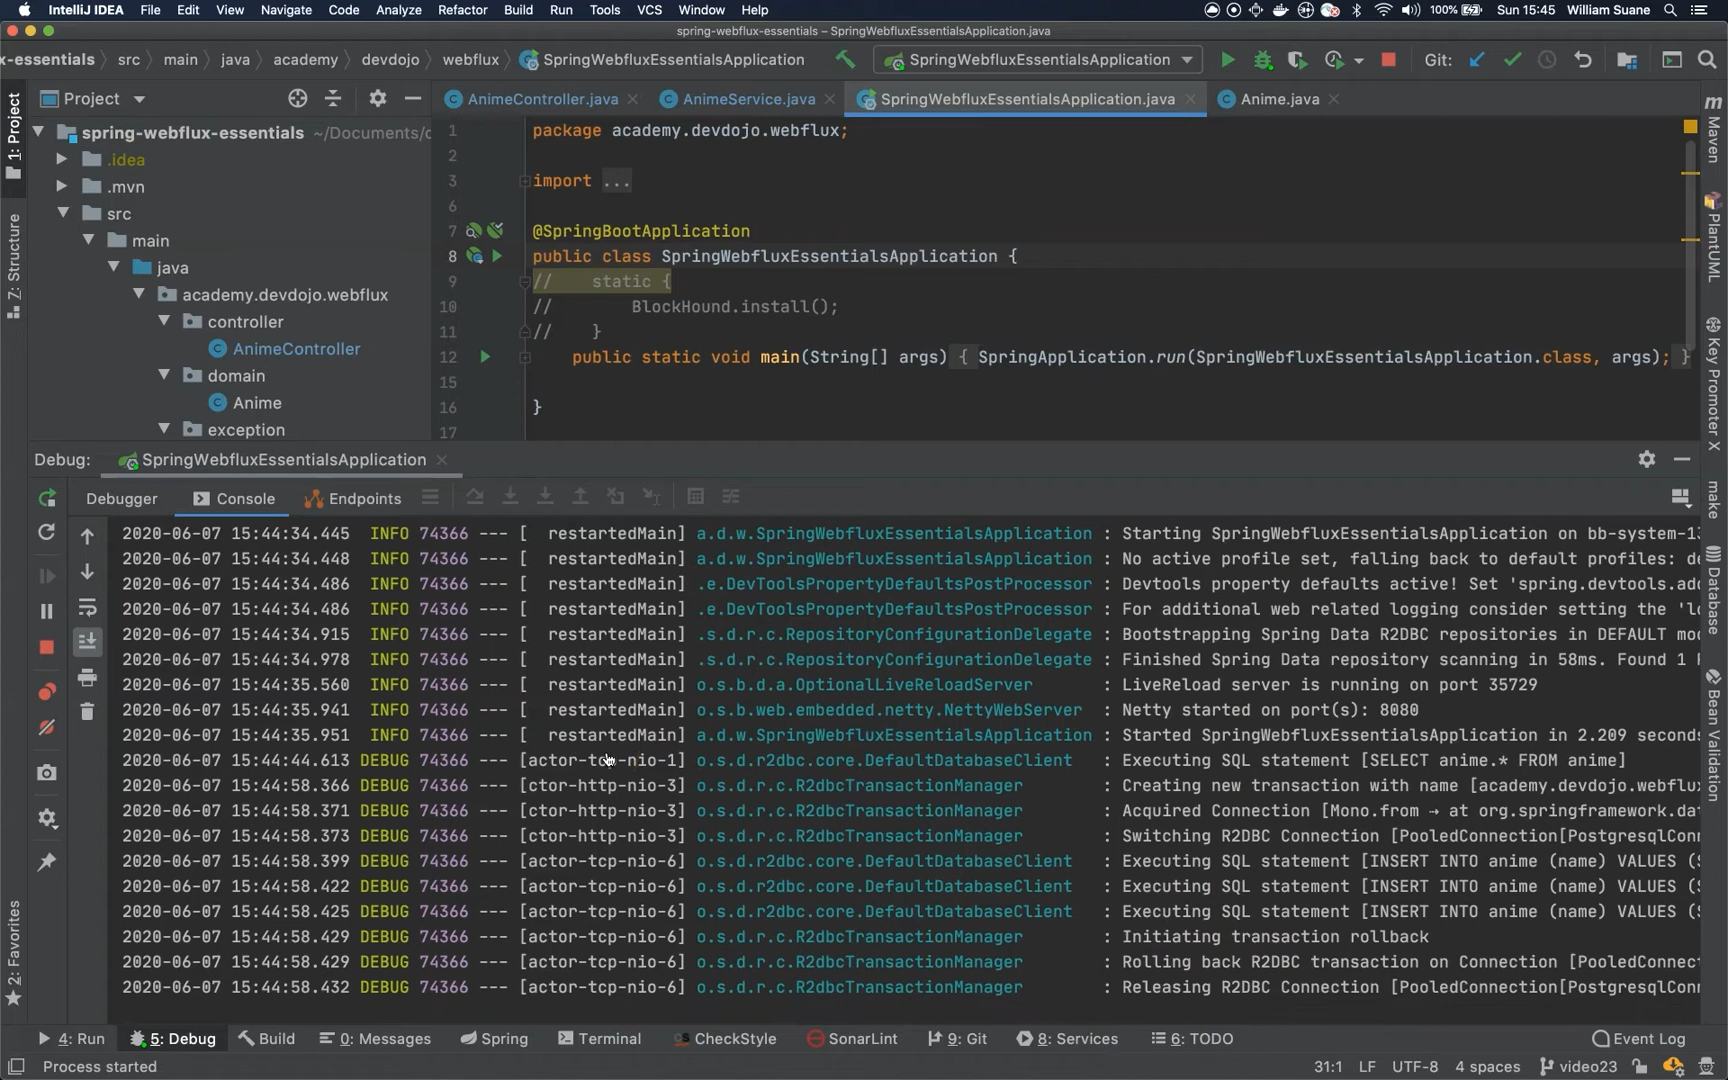 IntelliJ IDEA File Edit View Navigate Code Analyze Refactor Build Run Tools VCS Window Help 100% Sun 15:45 William Suane
spring-webflux-essentials – SpringWebfluxEssentialsApplication.java
x-essentials src main java academy devdojo webflux SpringWebfluxEssentialsApplication SpringWebfluxEssentialsApplication Git:
Project AnimeController.java AnimeService.java SpringWebfluxEssentialsApplication.java Anime.java
spring-webflux-essentials ~/Documents/
.idea
.mvn
src
main
java
academy.devdojo.webflux
controller
AnimeController
domain
Anime
exception
1 package academy.devdojo.webflux;
2
3 import ...
6
7 @SpringBootApplication
8 public class SpringWebfluxEssentialsApplication {
9 // static {
10 // BlockHound.install();
11 // }
12 public static void main(String[] args) { SpringApplication.run(SpringWebfluxEssentialsApplication.class, args); }
15
16 }
17
1: Project
7: Structure
2: Favorites
Maven
PlantUML
Key Promoter X
make
Database
Bean Validation
Debug: SpringWebfluxEssentialsApplication
Debugger Console Endpoints
2020-06-07 15:44:34.445 INFO 74366 --- [ restartedMain] a.d.w.SpringWebfluxEssentialsApplication : Starting SpringWebfluxEssentialsApplication on bb-system-13
2020-06-07 15:44:34.448 INFO 74366 --- [ restartedMain] a.d.w.SpringWebfluxEssentialsApplication : No active profile set, falling back to default profiles: de
2020-06-07 15:44:34.486 INFO 74366 --- [ restartedMain] .e.DevToolsPropertyDefaultsPostProcessor : Devtools property defaults active! Set 'spring.devtools.add
2020-06-07 15:44:34.486 INFO 74366 --- [ restartedMain] .e.DevToolsPropertyDefaultsPostProcessor : For additional web related logging consider setting the 'lo
2020-06-07 15:44:34.915 INFO 74366 --- [ restartedMain] .s.d.r.c.RepositoryConfigurationDelegate : Bootstrapping Spring Data R2DBC repositories in DEFAULT mod
2020-06-07 15:44:34.978 INFO 74366 --- [ restartedMain] .s.d.r.c.RepositoryConfigurationDelegate : Finished Spring Data repository scanning in 58ms. Found 1
2020-06-07 15:44:35.560 INFO 74366 --- [ restartedMain] o.s.b.d.a.OptionalLiveReloadServer : LiveReload server is running on port 35729
2020-06-07 15:44:35.941 INFO 74366 --- [ restartedMain] o.s.b.web.embedded.netty.NettyWebServer : Netty started on port(s): 8080
2020-06-07 15:44:35.951 INFO 74366 --- [ restartedMain] a.d.w.SpringWebfluxEssentialsApplication : Started SpringWebfluxEssentialsApplication in 2.209 seconds
2020-06-07 15:44:44.613 DEBUG 74366 --- [actor-tcp-nio-1] o.s.d.r2dbc.core.DefaultDatabaseClient : Executing SQL statement [SELECT anime.* FROM anime]
2020-06-07 15:44:58.366 DEBUG 74366 --- [ctor-http-nio-3] o.s.d.r.c.R2dbcTransactionManager : Creating new transaction with name [academy.devdojo.webflux
2020-06-07 15:44:58.371 DEBUG 74366 --- [ctor-http-nio-3] o.s.d.r.c.R2dbcTransactionManager : Acquired Connection [Mono.from → at org.springframework.dat
2020-06-07 15:44:58.373 DEBUG 74366 --- [ctor-http-nio-3] o.s.d.r.c.R2dbcTransactionManager : Switching R2DBC Connection [PooledConnection[PostgresqlConn
2020-06-07 15:44:58.399 DEBUG 74366 --- [actor-tcp-nio-6] o.s.d.r2dbc.core.DefaultDatabaseClient : Executing SQL statement [INSERT INTO anime (name) VALUES (
2020-06-07 15:44:58.422 DEBUG 74366 --- [actor-tcp-nio-6] o.s.d.r2dbc.core.DefaultDatabaseClient : Executing SQL statement [INSERT INTO anime (name) VALUES (
2020-06-07 15:44:58.425 DEBUG 74366 --- [actor-tcp-nio-6] o.s.d.r2dbc.core.DefaultDatabaseClient : Executing SQL statement [INSERT INTO anime (name) VALUES (
2020-06-07 15:44:58.429 DEBUG 74366 --- [actor-tcp-nio-6] o.s.d.r.c.R2dbcTransactionManager : Initiating transaction rollback
2020-06-07 15:44:58.429 DEBUG 74366 --- [actor-tcp-nio-6] o.s.d.r.c.R2dbcTransactionManager : Rolling back R2DBC transaction on Connection [PooledConnect
2020-06-07 15:44:58.432 DEBUG 74366 --- [actor-tcp-nio-6] o.s.d.r.c.R2dbcTransactionManager : Releasing R2DBC Connection [PooledConnection[PostgresqlConn
4: Run 5: Debug Build 0: Messages Spring Terminal CheckStyle SonarLint 9: Git 8: Services 6: TODO Event Log
Process started 31:1 LF UTF-8 4 spaces video23